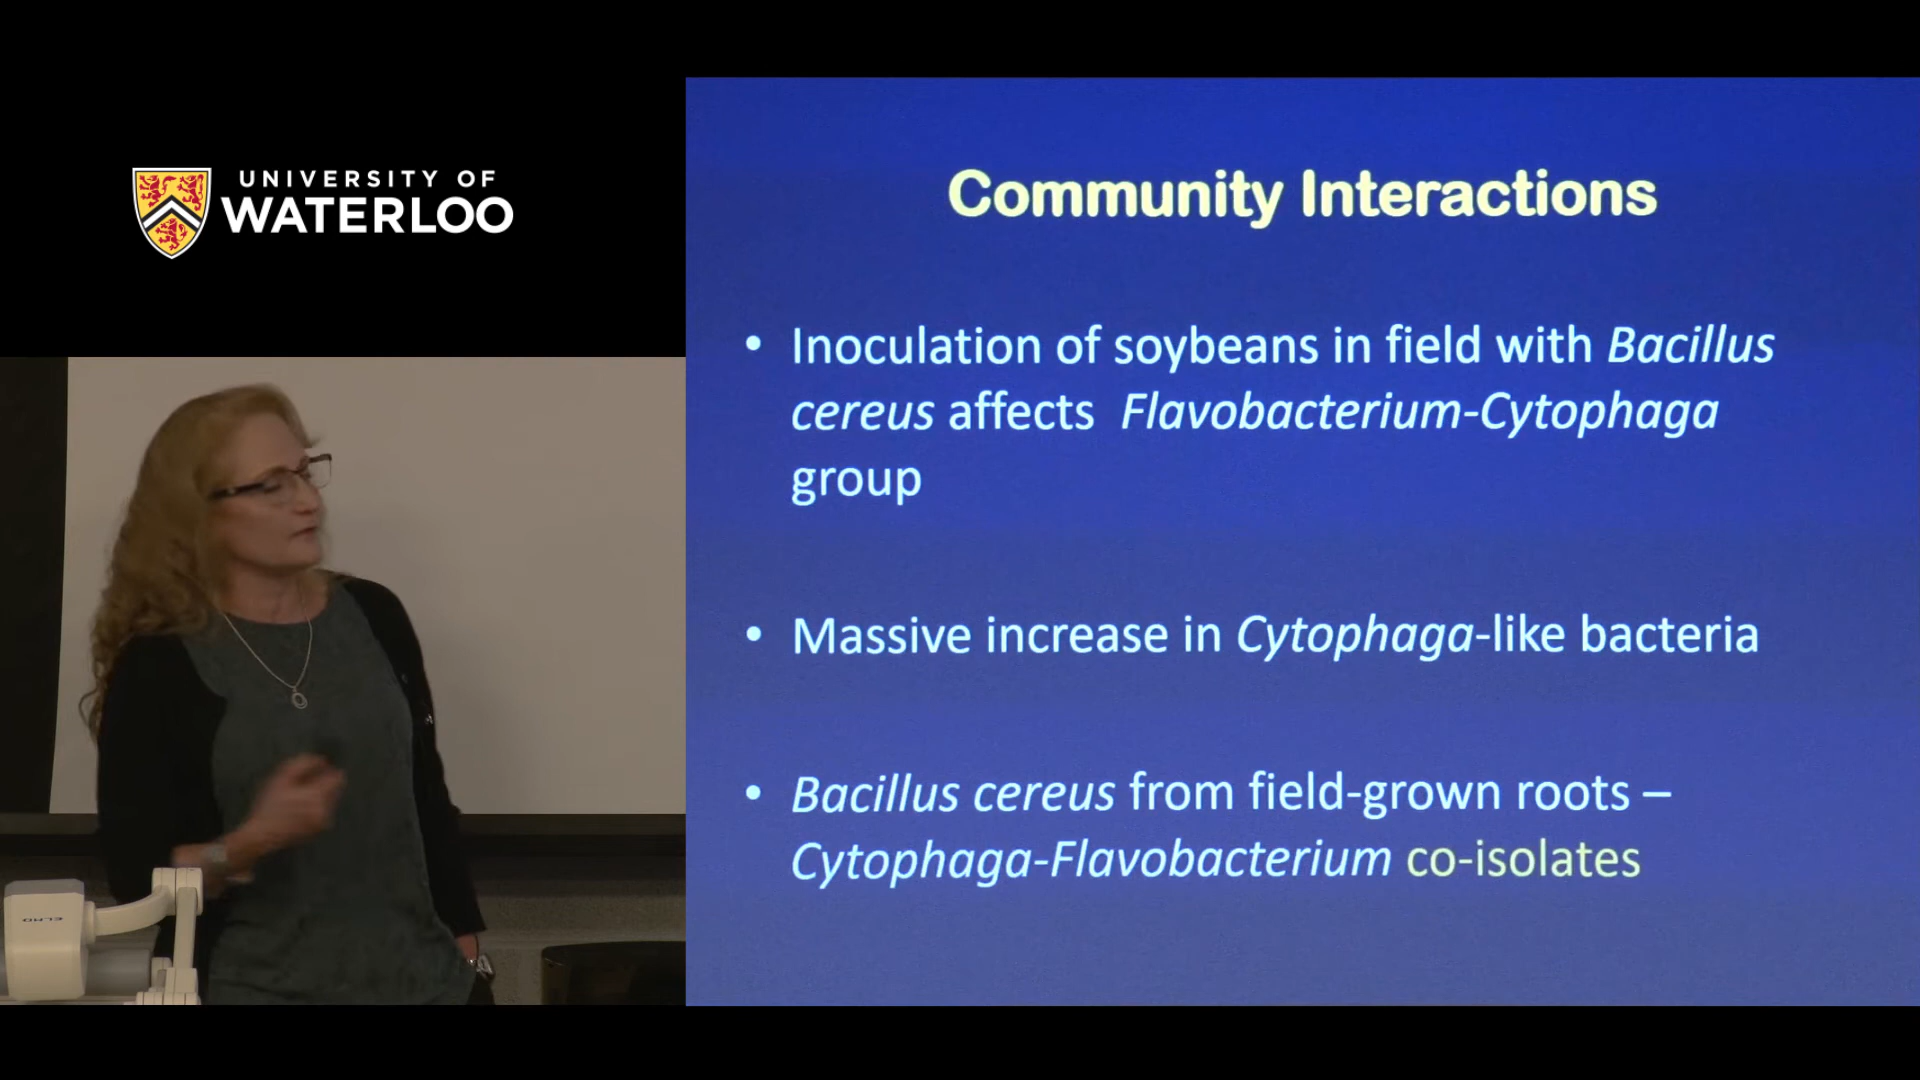 UNIVERSITY OF
WATERLOO
Community Interactions
• Inoculation of soybeans in field with Bacillus
cereus affects Flavobacterium-Cytophaga
group
• Massive increase in Cytophaga-like bacteria
• Bacillus cereus from field-grown roots –
Cytophaga-Flavobacterium co-isolates
ELMO